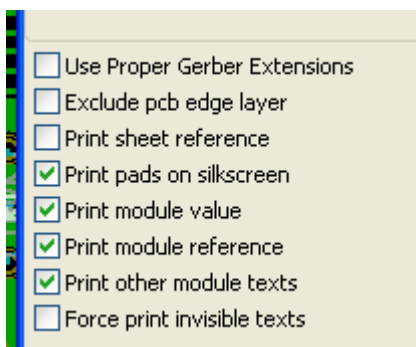 Use Proper Gerber Extensions
Exclude pcb edge layer
Print sheet reference
Print pads on silkscreen
Print module value
Print module reference
Print other module texts
Force print invisible texts